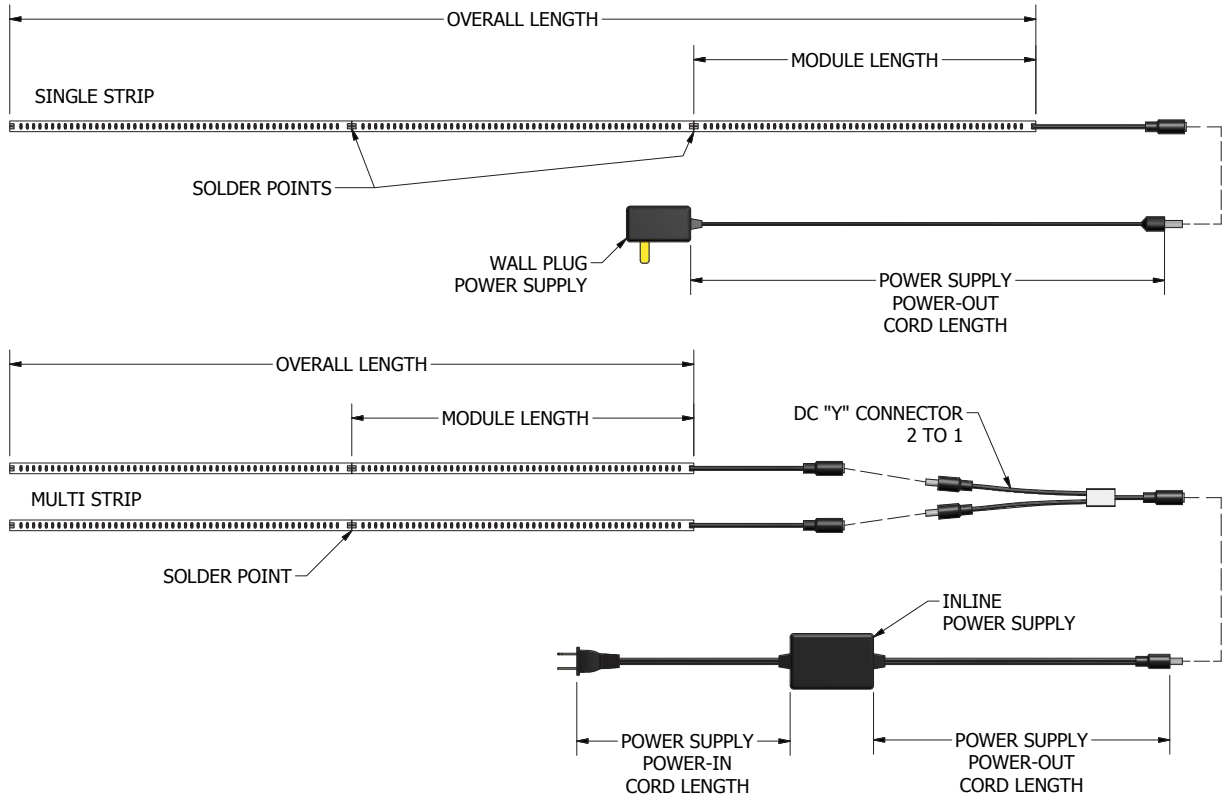 OVERALL LENGTH
MODULE LENGTH
SINGLE STRIP
SOLDER POINTS
WALL PLUG
POWER SUPPLY
POWER SUPPLY
POWER-OUT
CORD LENGTH
OVERALL LENGTH
MODULE LENGTH
DC "Y" CONNECTOR
2 TO 1
MULTI STRIP
SOLDER POINT
INLINE
POWER SUPPLY
POWER SUPPLY
POWER-IN
CORD LENGTH
POWER SUPPLY
POWER-OUT
CORD LENGTH